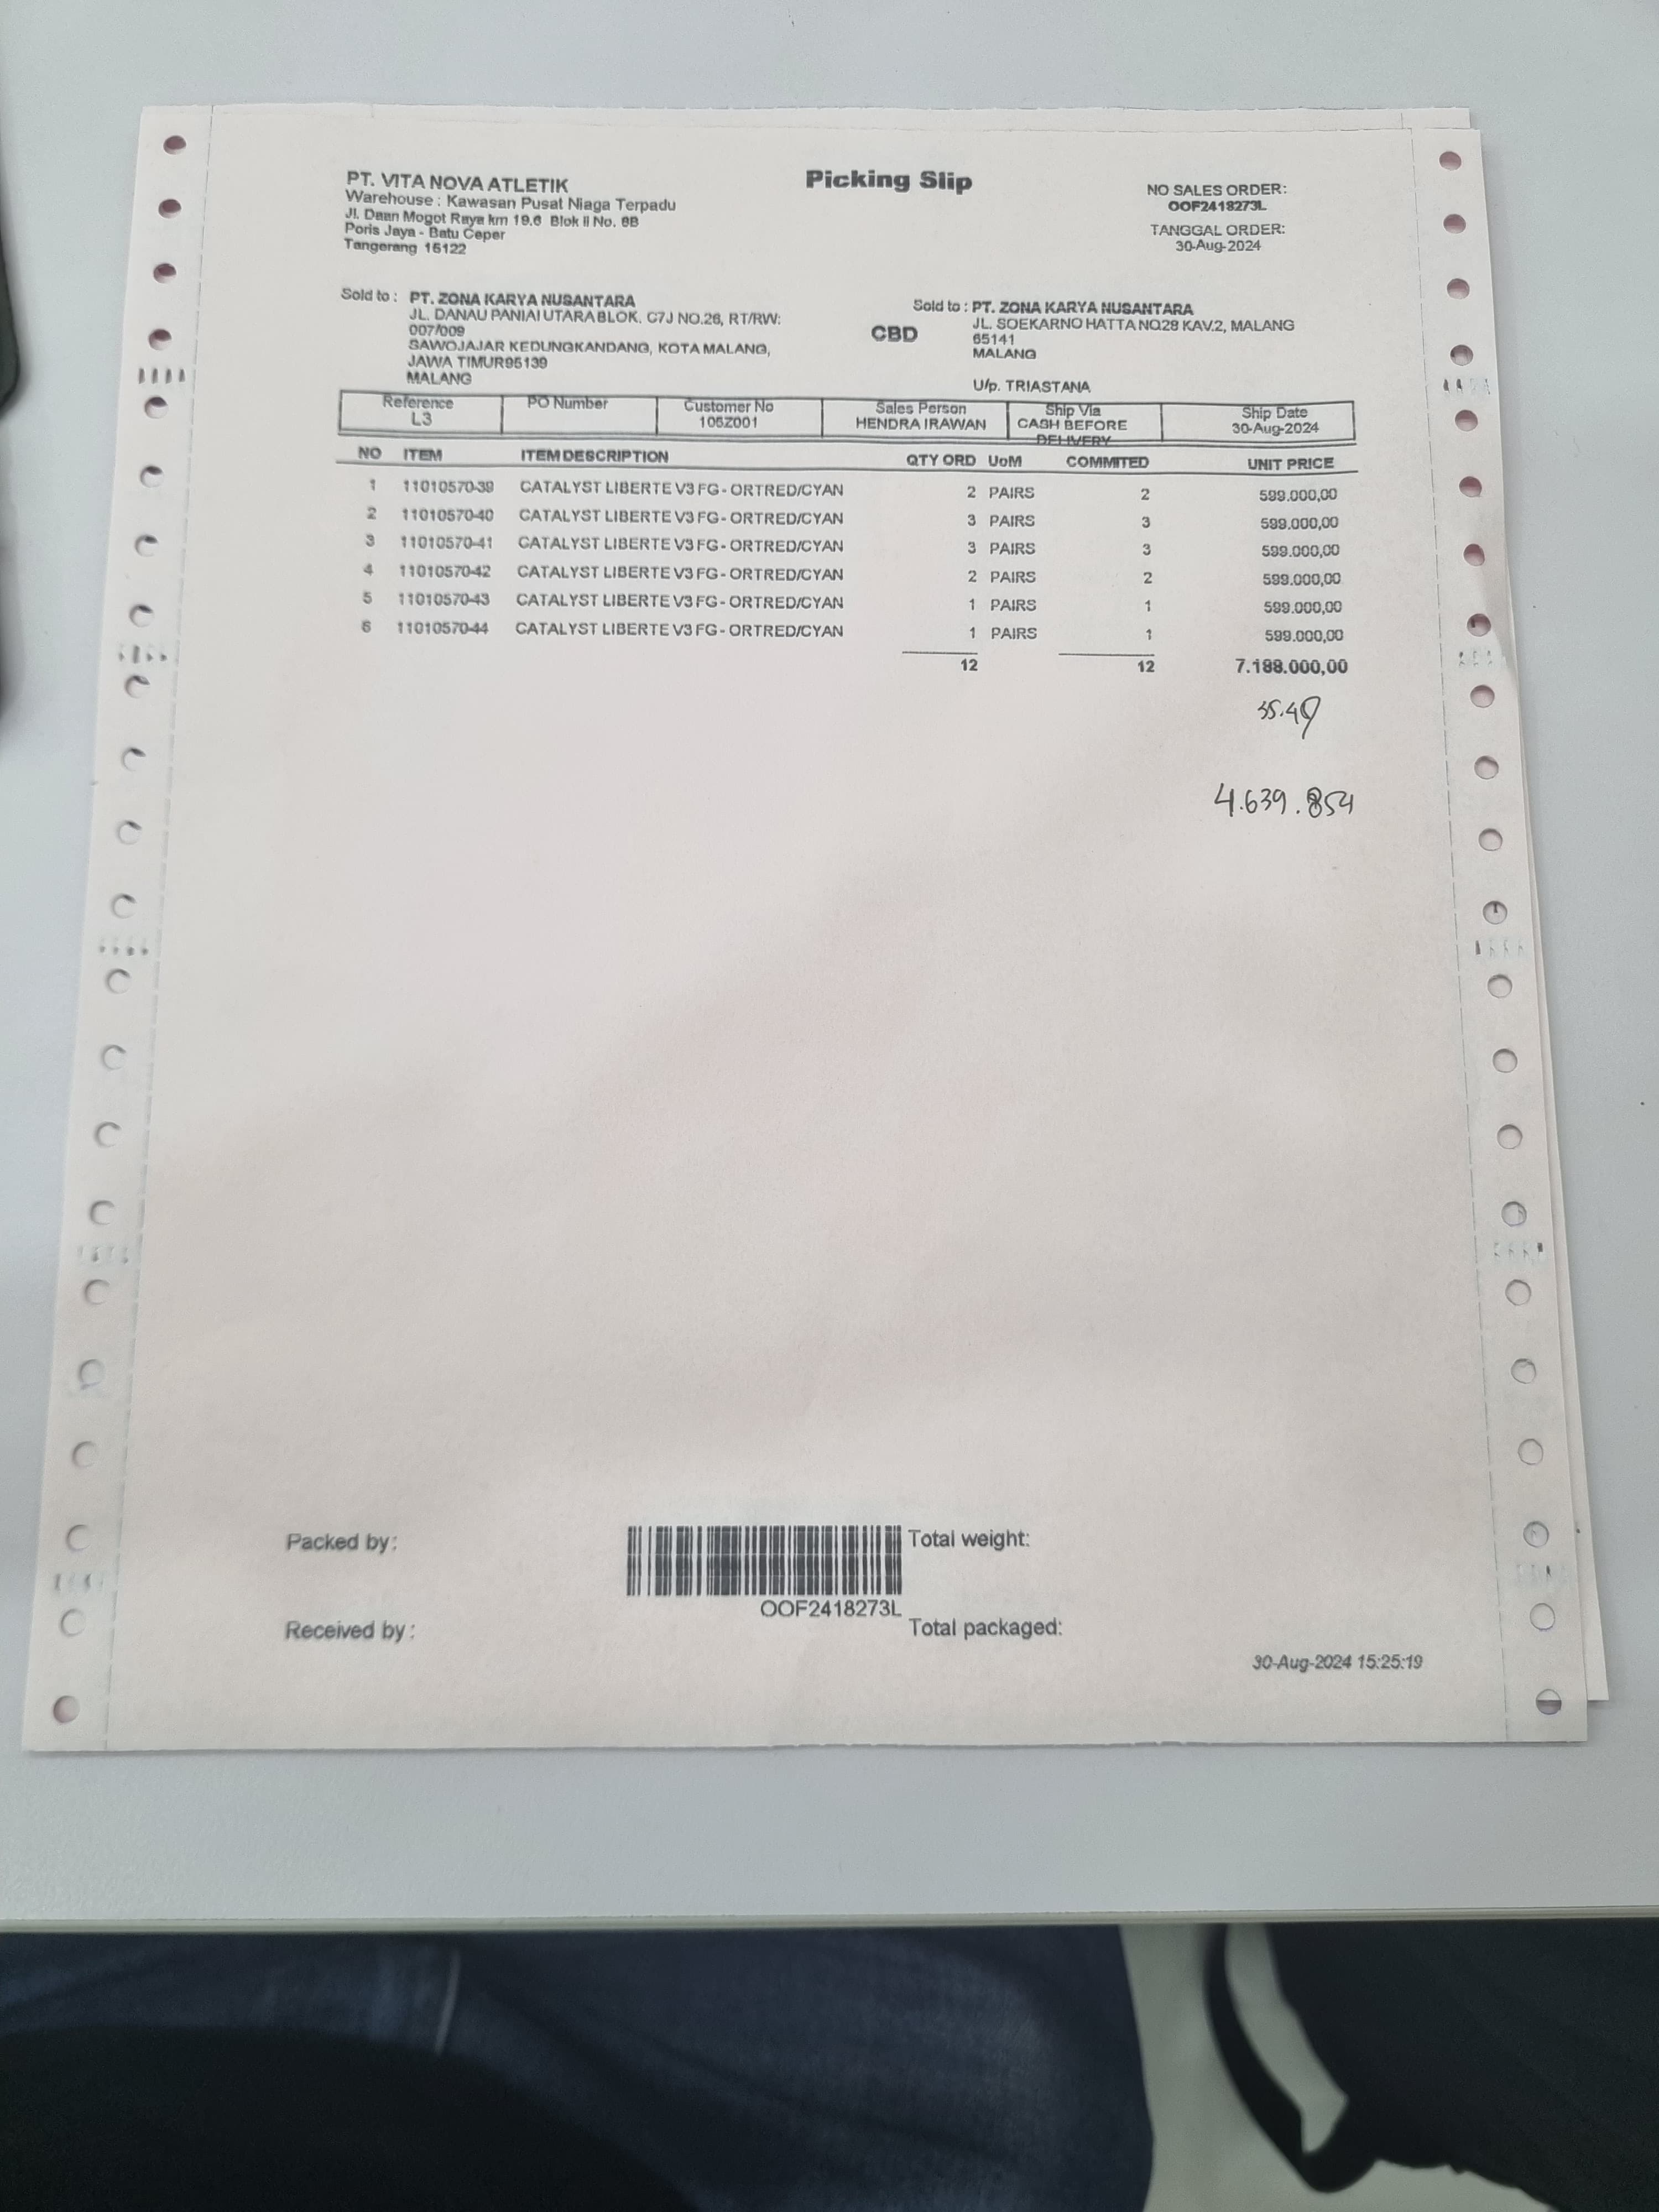 Picking Slip
PT. VITA NOVA ATLETIK
Warehouse : Kawasan Pusat Niaga Terpadu
Jl. Daan Mogot Raya km 19.6 Blok II No. 8B
Poris Jaya - Batu Ceper
Tangerang 15122
NO SALES ORDER:
OOF2418273L
TANGGAL ORDER:
30-Aug-2024
Sold to : PT. ZONA KARYA NUSANTARA
JL. DANAU PANIAI UTARA BLOK. C7J NO.26, RT/RW:
007/009
SAWOJAJAR KEDUNGKANDANG, KOTA MALANG,
JAWA TIMUR95139
MALANG
CBD
Sold to : PT. ZONA KARYA NUSANTARA
JL. SOEKARNO HATTA NO28 KAV.2, MALANG
65141
MALANG
U/p. TRIASTANA
Reference PO Number Customer No Sales Person Ship Via Ship Date
L3 105Z001 HENDRA IRAWAN CASH BEFORE DELIVERY 30-Aug-2024
NO ITEM ITEM DESCRIPTION QTY ORD UoM COMMITED UNIT PRICE
1 11010570-39 CATALYST LIBERTE V3 FG - ORTRED/CYAN 2 PAIRS 2 599.000,00
2 11010570-40 CATALYST LIBERTE V3 FG - ORTRED/CYAN 3 PAIRS 3 599.000,00
3 11010570-41 CATALYST LIBERTE V3 FG - ORTRED/CYAN 3 PAIRS 3 599.000,00
4 11010570-42 CATALYST LIBERTE V3 FG - ORTRED/CYAN 2 PAIRS 2 599.000,00
5 11010570-43 CATALYST LIBERTE V3 FG - ORTRED/CYAN 1 PAIRS 1 599.000,00
6 11010570-44 CATALYST LIBERTE V3 FG - ORTRED/CYAN 1 PAIRS 1 599.000,00
12 12 7.188.000,00
4.639.854
Packed by:
Total weight:
OOF2418273L
Received by:
Total packaged:
30-Aug-2024 15:25:19